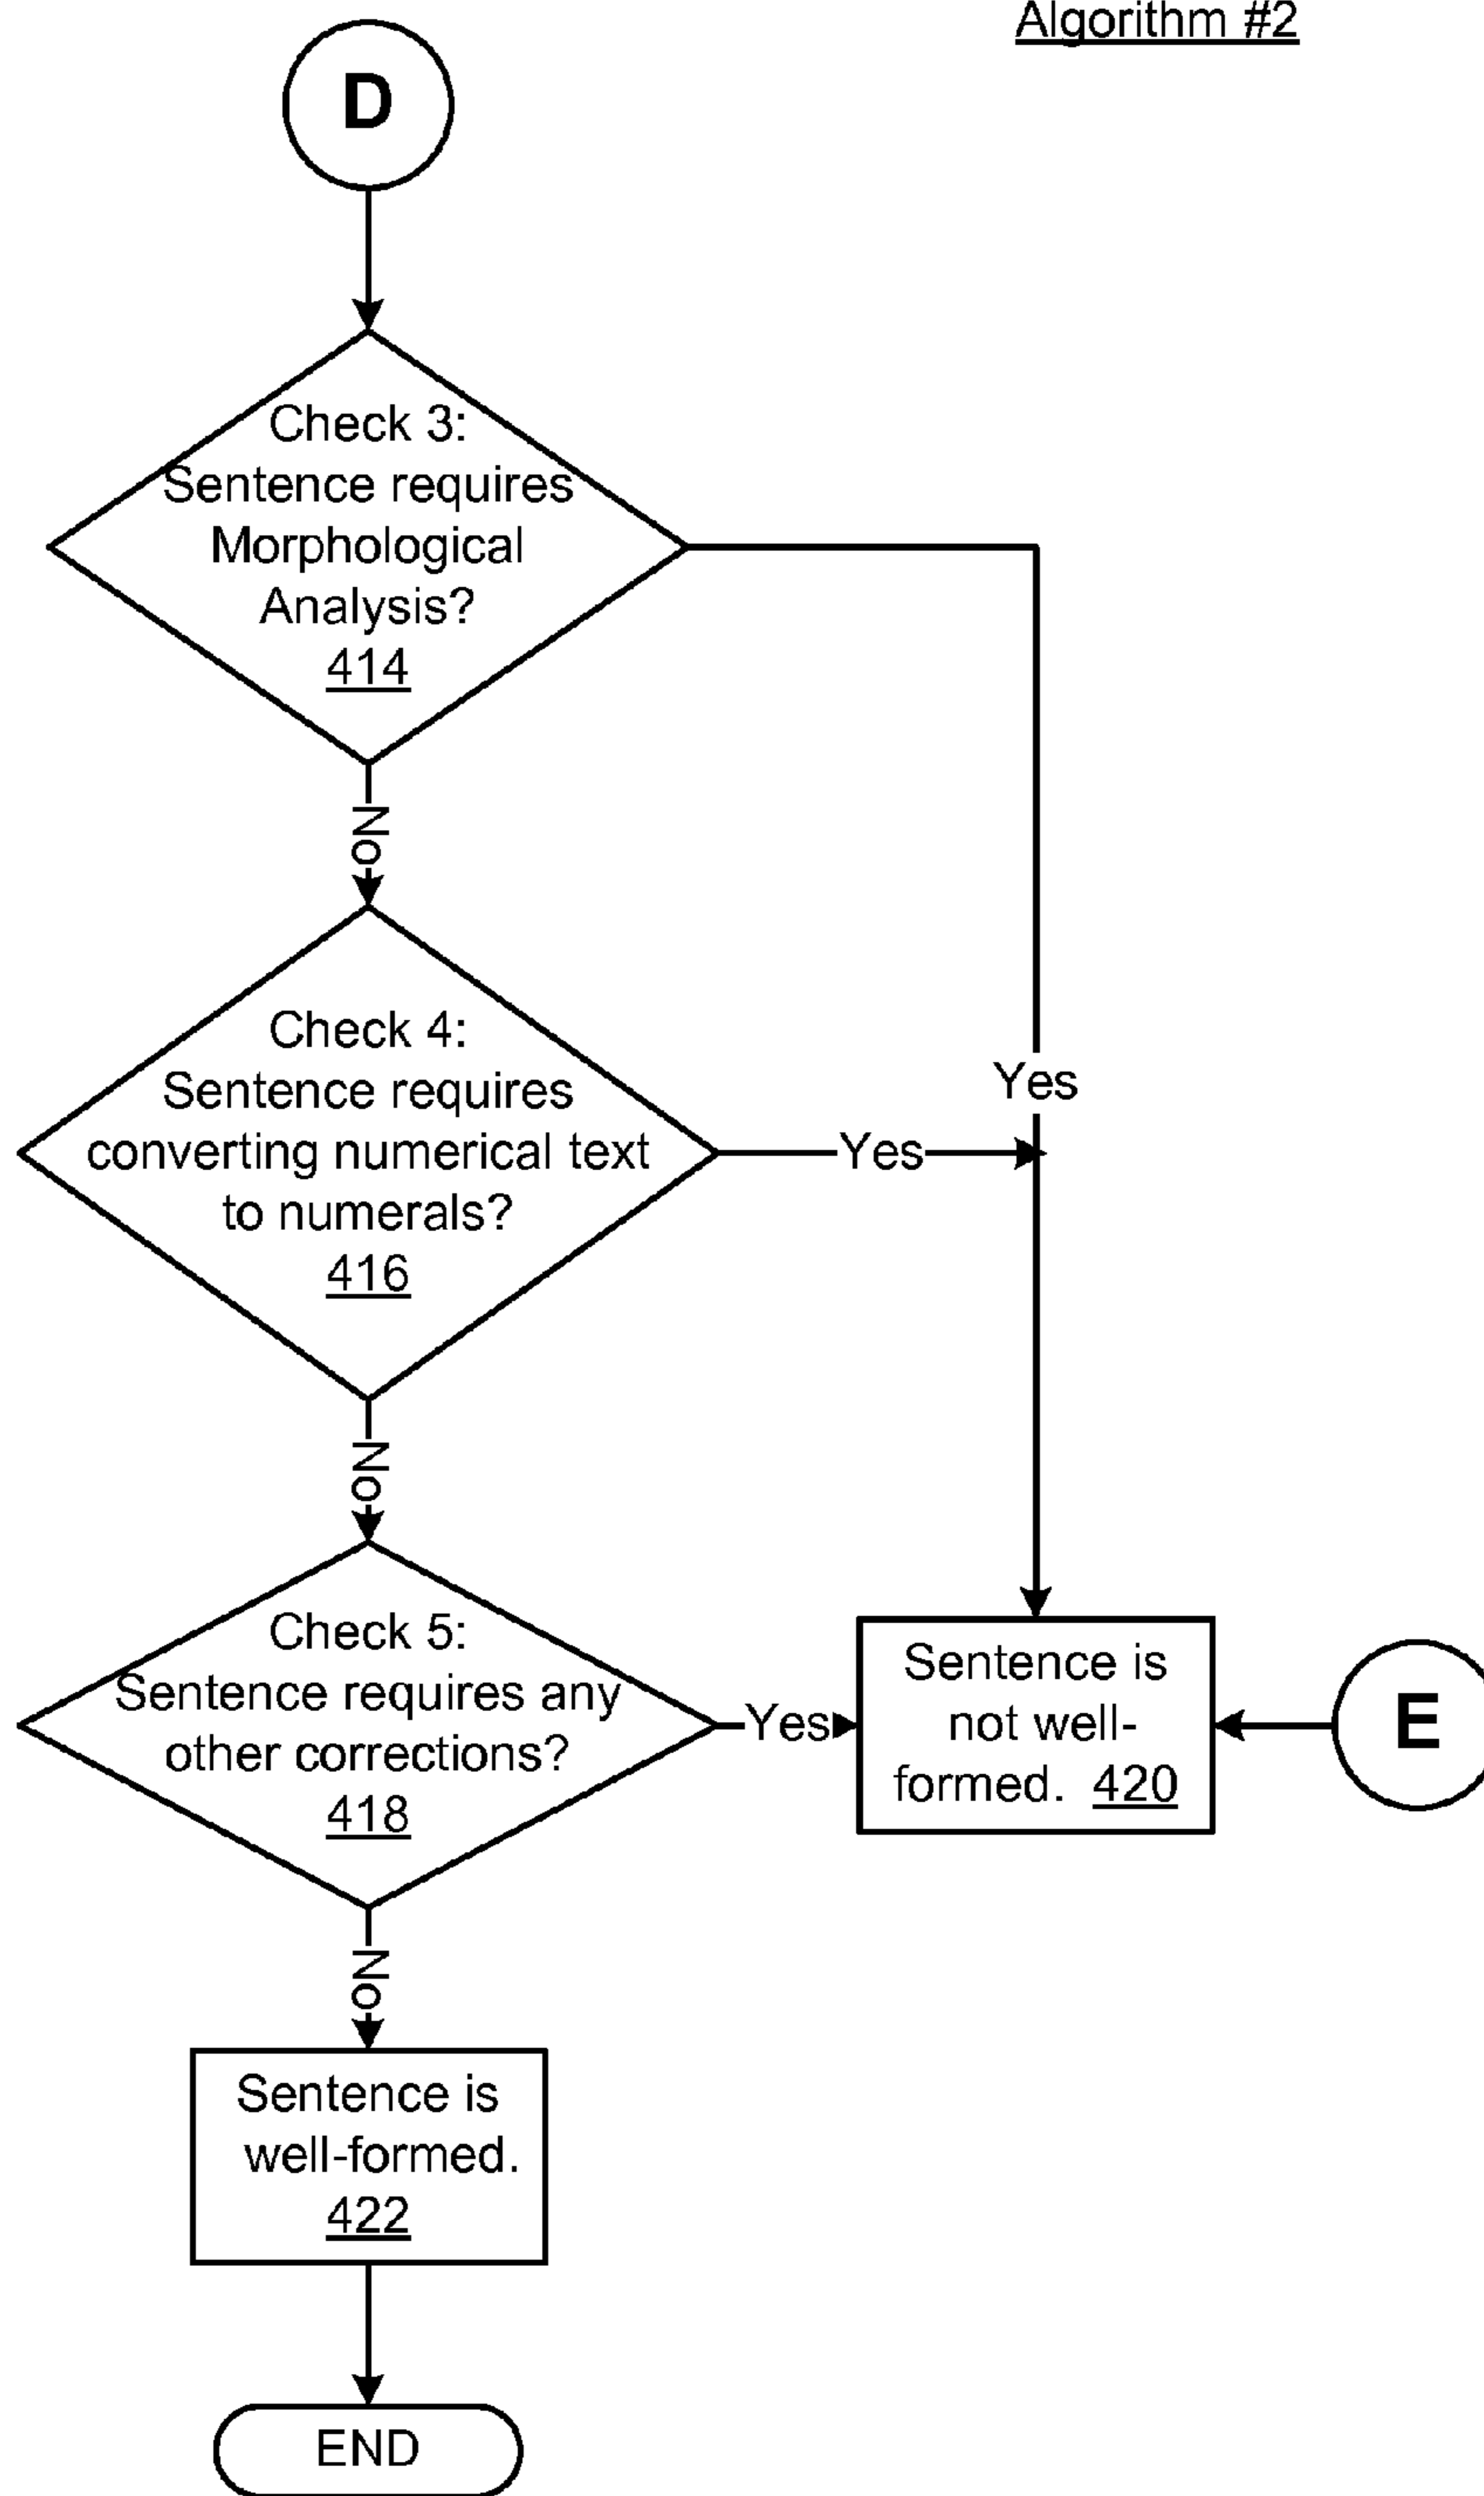 Algorithm #2
D
Check 3:
Sentence requires
Morphological
Analysis?
414
No
Yes
Check 4:
Sentence requires
converting numerical text
to numerals?
416
Yes
No
Check 5:
Sentence requires any
other corrections?
418
Yes
Sentence is
not well-
formed. 420
E
No
Sentence is
well-formed.
422
END